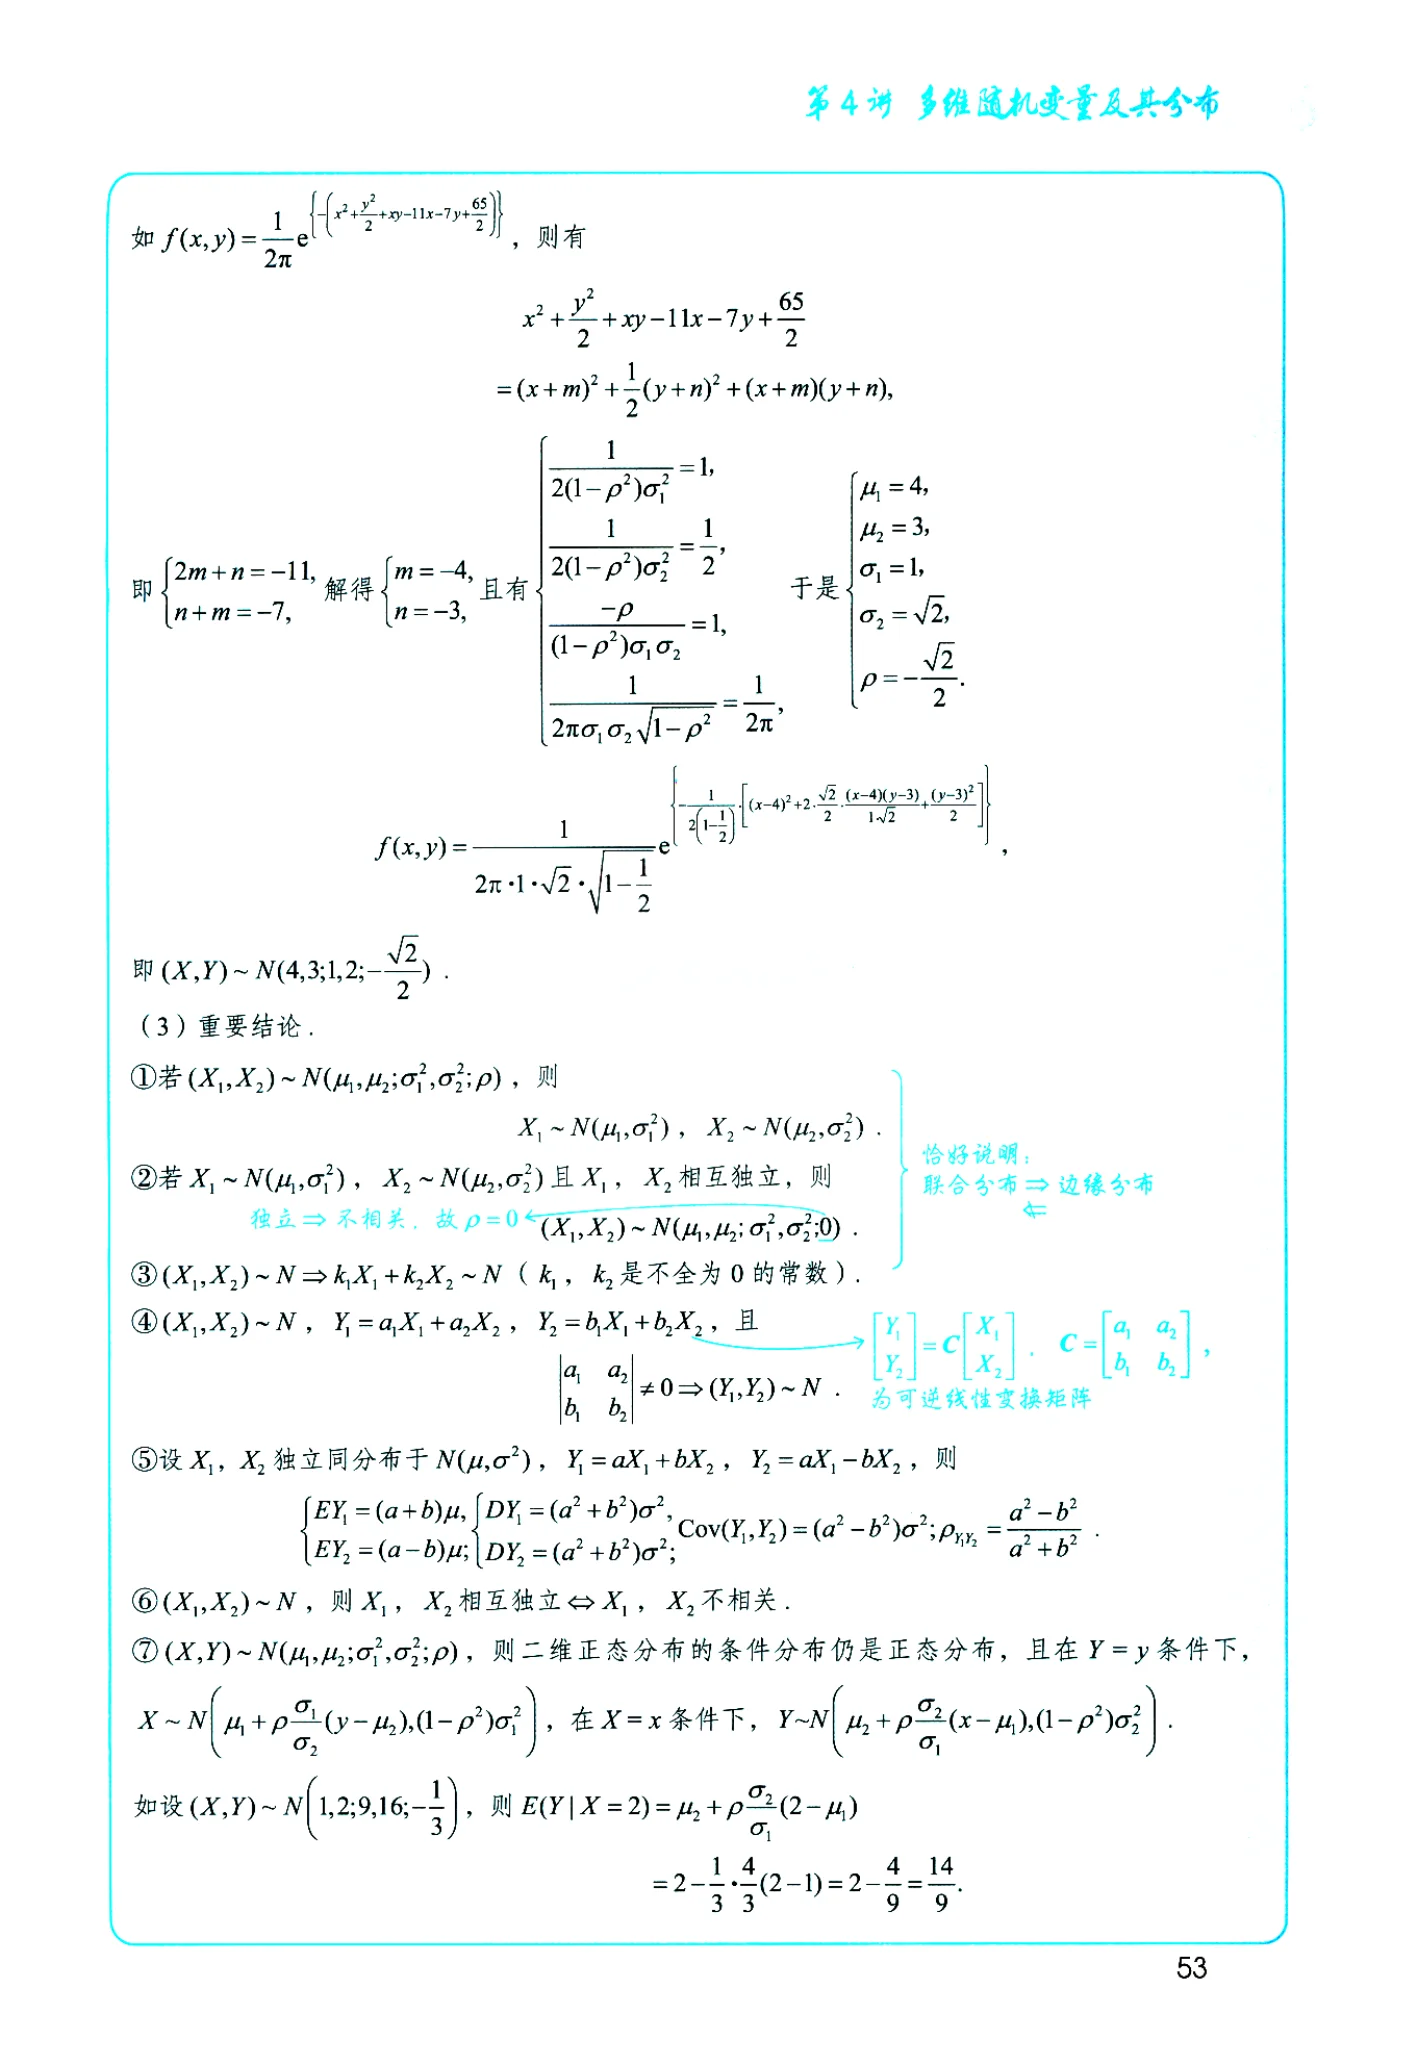 第4讲 多维随机变量及其分布
如 $f(x,y)=\frac{1}{2\pi}e^{\left\{-\left(x^2+\frac{y^2}{2}+xy-11x-7y+\frac{65}{2}\right)\right\}}$，则有
$x^2+\frac{y^2}{2}+xy-11x-7y+\frac{65}{2}$
$=(x+m)^2+\frac{1}{2}(y+n)^2+(x+m)(y+n),$
即 $\begin{cases}2m+n=-11,\\n+m=-7,\end{cases}$ 解得 $\begin{cases}m=-4,\\n=-3,\end{cases}$ 且有 $\begin{cases}\frac{1}{2(1-\rho^2)\sigma_1^2}=1,\\\frac{1}{2(1-\rho^2)\sigma_2^2}=\frac{1}{2},\\\frac{-\rho}{(1-\rho^2)\sigma_1\sigma_2}=1,\\\frac{1}{2\pi\sigma_1\sigma_2\sqrt{1-\rho^2}}=\frac{1}{2\pi},\end{cases}$ 于是 $\begin{cases}\mu_1=4,\\\mu_2=3,\\\sigma_1=1,\\\sigma_2=\sqrt{2},\\\rho=-\frac{\sqrt{2}}{2}.\end{cases}$
$f(x,y)=\frac{1}{2\pi\cdot1\cdot\sqrt{2}\cdot\sqrt{1-\frac{1}{2}}}e^{\left\{-\frac{1}{2\left(1-\frac{1}{2}\right)}\cdot\left[(x-4)^2+2\cdot\frac{\sqrt{2}}{2}\cdot\frac{(x-4)(y-3)}{1\cdot\sqrt{2}}+\frac{(y-3)^2}{2}\right]\right\}}$，
即 $(X,Y)\sim N(4,3;1,2;-\frac{\sqrt{2}}{2})$．
（3）重要结论．
①若 $(X_1,X_2)\sim N(\mu_1,\mu_2;\sigma_1^2,\sigma_2^2;\rho)$，则
$X_1\sim N(\mu_1,\sigma_1^2)$，$X_2\sim N(\mu_2,\sigma_2^2)$．
②若 $X_1\sim N(\mu_1,\sigma_1^2)$，$X_2\sim N(\mu_2,\sigma_2^2)$ 且 $X_1$，$X_2$ 相互独立，则
独立⇒不相关．故 $\rho=0$
$(X_1,X_2)\sim N(\mu_1,\mu_2;\sigma_1^2,\sigma_2^2;0)$．
恰好说明：
联合分布⇒边缘分布
⇍
③$(X_1,X_2)\sim N\Rightarrow k_1X_1+k_2X_2\sim N$（$k_1$，$k_2$ 是不全为 0 的常数）．
④$(X_1,X_2)\sim N$，$Y_1=a_1X_1+a_2X_2$，$Y_2=b_1X_1+b_2X_2$，且
$\begin{vmatrix}a_1&a_2\\b_1&b_2\end{vmatrix}\neq0\Rightarrow(Y_1,Y_2)\sim N$．
$\begin{bmatrix}Y_1\\Y_2\end{bmatrix}=C\begin{bmatrix}X_1\\X_2\end{bmatrix}$．$C=\begin{bmatrix}a_1&a_2\\b_1&b_2\end{bmatrix}$，
为可逆线性变换矩阵
⑤设 $X_1$，$X_2$ 独立同分布于 $N(\mu,\sigma^2)$，$Y_1=aX_1+bX_2$，$Y_2=aX_1-bX_2$，则
$\begin{cases}EY_1=(a+b)\mu,\\EY_2=(a-b)\mu;\end{cases}\begin{cases}DY_1=(a^2+b^2)\sigma^2,\\DY_2=(a^2+b^2)\sigma^2;\end{cases}\mathrm{Cov}(Y_1,Y_2)=(a^2-b^2)\sigma^2;\rho_{Y_1Y_2}=\frac{a^2-b^2}{a^2+b^2}$．
⑥$(X_1,X_2)\sim N$，则 $X_1$，$X_2$ 相互独立⇔$X_1$，$X_2$ 不相关．
⑦$(X,Y)\sim N(\mu_1,\mu_2;\sigma_1^2,\sigma_2^2;\rho)$，则二维正态分布的条件分布仍是正态分布，且在 $Y=y$ 条件下，
$X\sim N\left(\mu_1+\rho\frac{\sigma_1}{\sigma_2}(y-\mu_2),(1-\rho^2)\sigma_1^2\right)$，在 $X=x$ 条件下，$Y\sim N\left(\mu_2+\rho\frac{\sigma_2}{\sigma_1}(x-\mu_1),(1-\rho^2)\sigma_2^2\right)$．
如设 $(X,Y)\sim N\left(1,2;9,16;-\frac{1}{3}\right)$，则 $E(Y|X=2)=\mu_2+\rho\frac{\sigma_2}{\sigma_1}(2-\mu_1)$
$=2-\frac{1}{3}\cdot\frac{4}{3}(2-1)=2-\frac{4}{9}=\frac{14}{9}.$
53